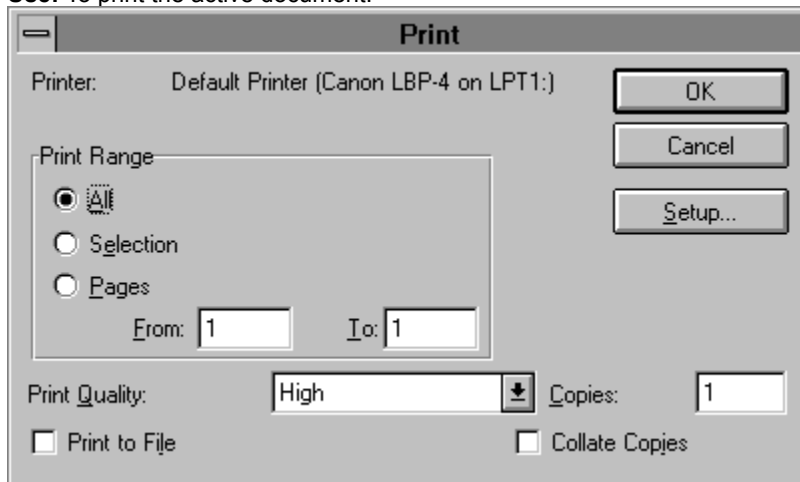 Use: To print the active document.
Print
Printer: Default Printer (Canon LBP-4 on LPT1:)
OK
Cancel
Setup...
Print Range
All
Selection
Pages
From: 1 To: 1
Print Quality: High Copies: 1
Print to File Collate Copies